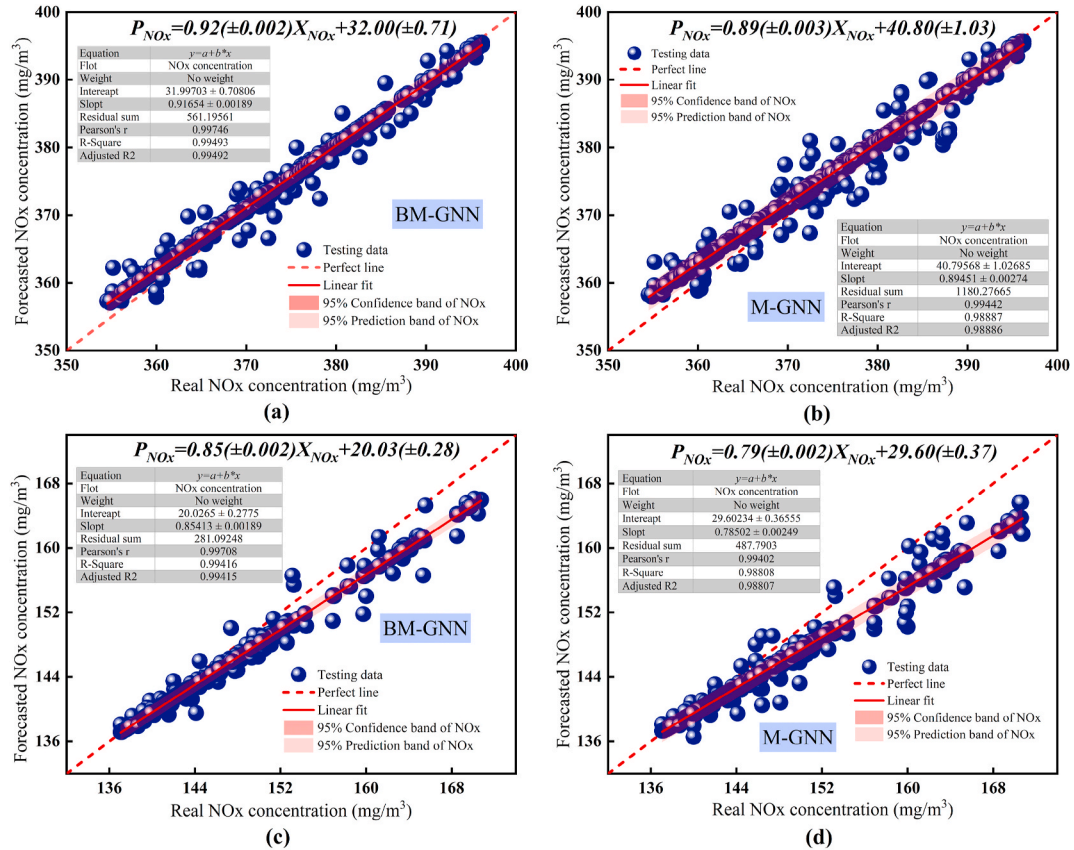 P_NOx=0.92(±0.002)X_NOx+32.00(±0.71)
Equation y=a+b*x
Flot NOx concentration
Weight No weight
Interaept 31.99703 ± 0.70806
Slopt 0.91654 ± 0.00189
Residual sum 561.19561
Pearson's r 0.99746
R-Square 0.99493
Adjusted R2 0.99492
BM-GNN
Testing data
Perfect line
Linear fit
95% Confidence band of NOx
95% Prediction band of NOx
Forecasted NOx concentration (mg/m³)
400
390
380
370
360
350
350 360 370 380 390 400
Real NOx concentration (mg/m³)
(a)
P_NOx=0.89(±0.003)X_NOx+40.80(±1.03)
Testing data
Perfect line
Linear fit
95% Confidence band of NOx
95% Prediction band of NOx
Equation y=a+b*x
Flot NOx concentration
Weight No weight
Interaept 40.79568 ± 1.02685
Slopt 0.89451 ± 0.00274
Residual sum 1180.27665
Pearson's r 0.99442
R-Square 0.98887
Adjusted R2 0.98886
M-GNN
Forecasted NOx concentration (mg/m³)
400
390
380
370
360
350
350 360 370 380 390 400
Real NOx concentration (mg/m³)
(b)
P_NOx=0.85(±0.002)X_NOx+20.03(±0.28)
Equation y=a+b*x
Flot NOx concentration
Weight No weight
Interaept 20.0265 ± 0.2775
Slopt 0.85413 ± 0.00189
Residual sum 281.09248
Pearson's r 0.99708
R-Square 0.99416
Adjusted R2 0.99415
BM-GNN
Testing data
Perfect line
Linear fit
95% Confidence band of NOx
95% Prediction band of NOx
Forecasted NOx concentration (mg/m³)
168
160
152
144
136
136 144 152 160 168
Real NOx concentration (mg/m³)
(c)
P_NOx=0.79(±0.002)X_NOx+29.60(±0.37)
Equation y=a+b*x
Flot NOx concentration
Weight No weight
Interaept 29.60234 ± 0.36555
Slopt 0.78502 ± 0.00249
Residual sum 487.7903
Pearson's r 0.99402
R-Square 0.98808
Adjusted R2 0.98807
M-GNN
Testing data
Perfect line
Linear fit
95% Confidence band of NOx
95% Prediction band of NOx
Forecasted NOx concentration (mg/m³)
168
160
152
144
136
136 144 152 160 168
Real NOx concentration (mg/m³)
(d)